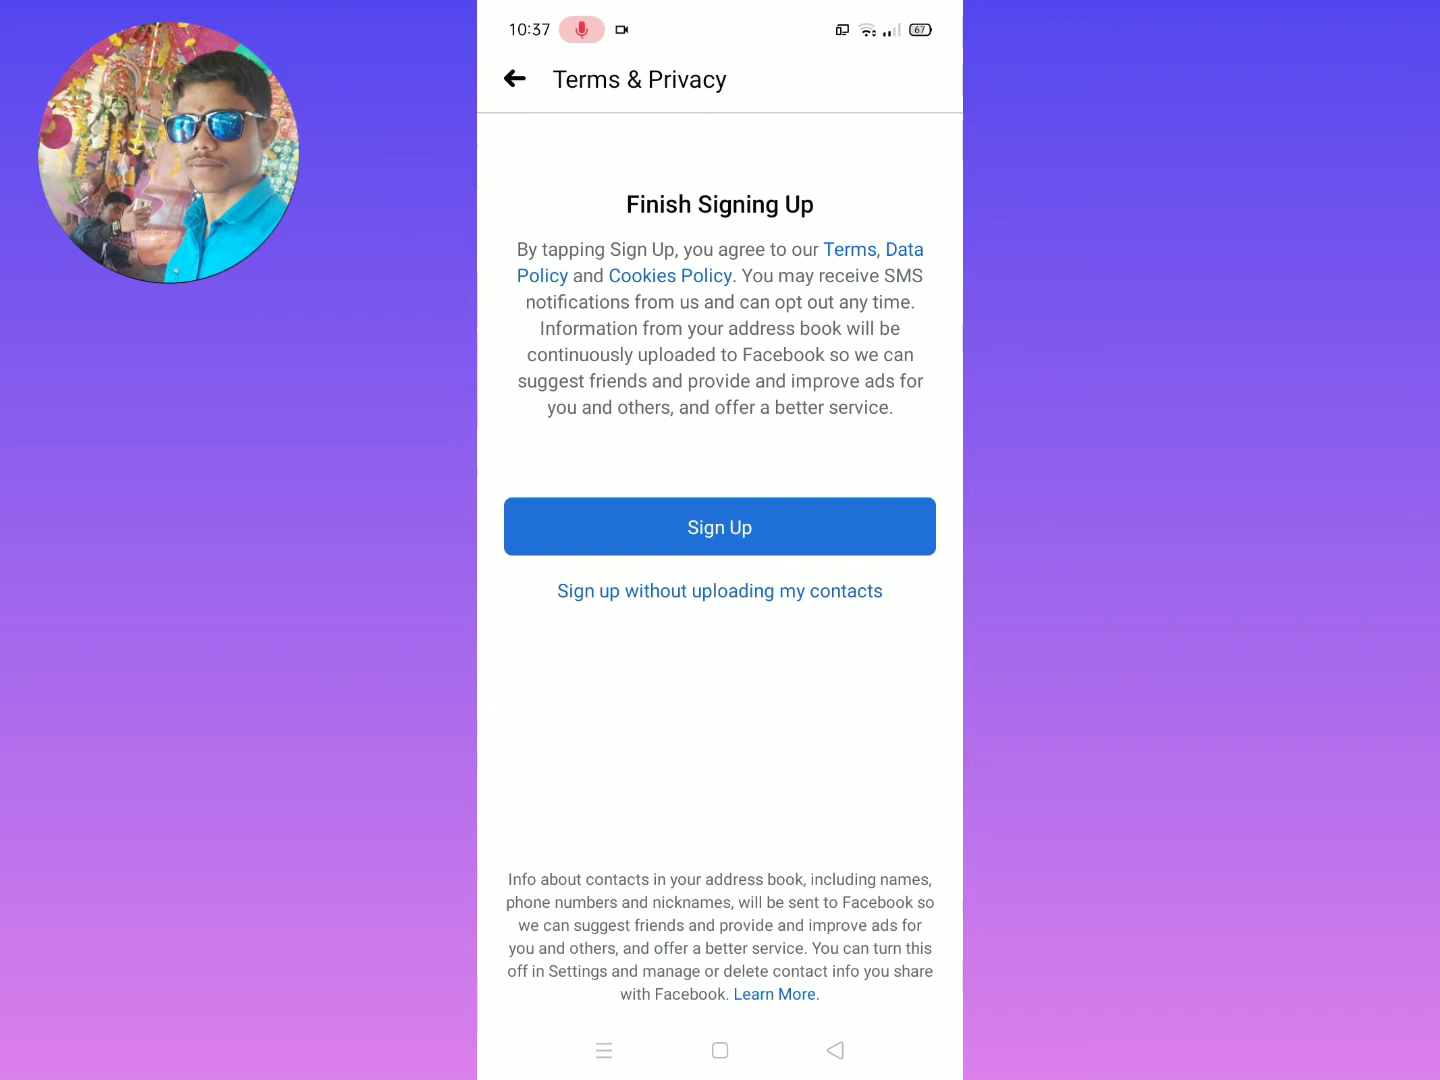 10:37
67
Terms & Privacy
Finish Signing Up
By tapping Sign Up, you agree to our Terms, Data
Policy and Cookies Policy. You may receive SMS
notifications from us and can opt out any time.
Information from your address book will be
continuously uploaded to Facebook so we can
suggest friends and provide and improve ads for
you and others, and offer a better service.
Sign Up
Sign up without uploading my contacts
Info about contacts in your address book, including names,
phone numbers and nicknames, will be sent to Facebook so
we can suggest friends and provide and improve ads for
you and others, and offer a better service. You can turn this
off in Settings and manage or delete contact info you share
with Facebook. Learn More.